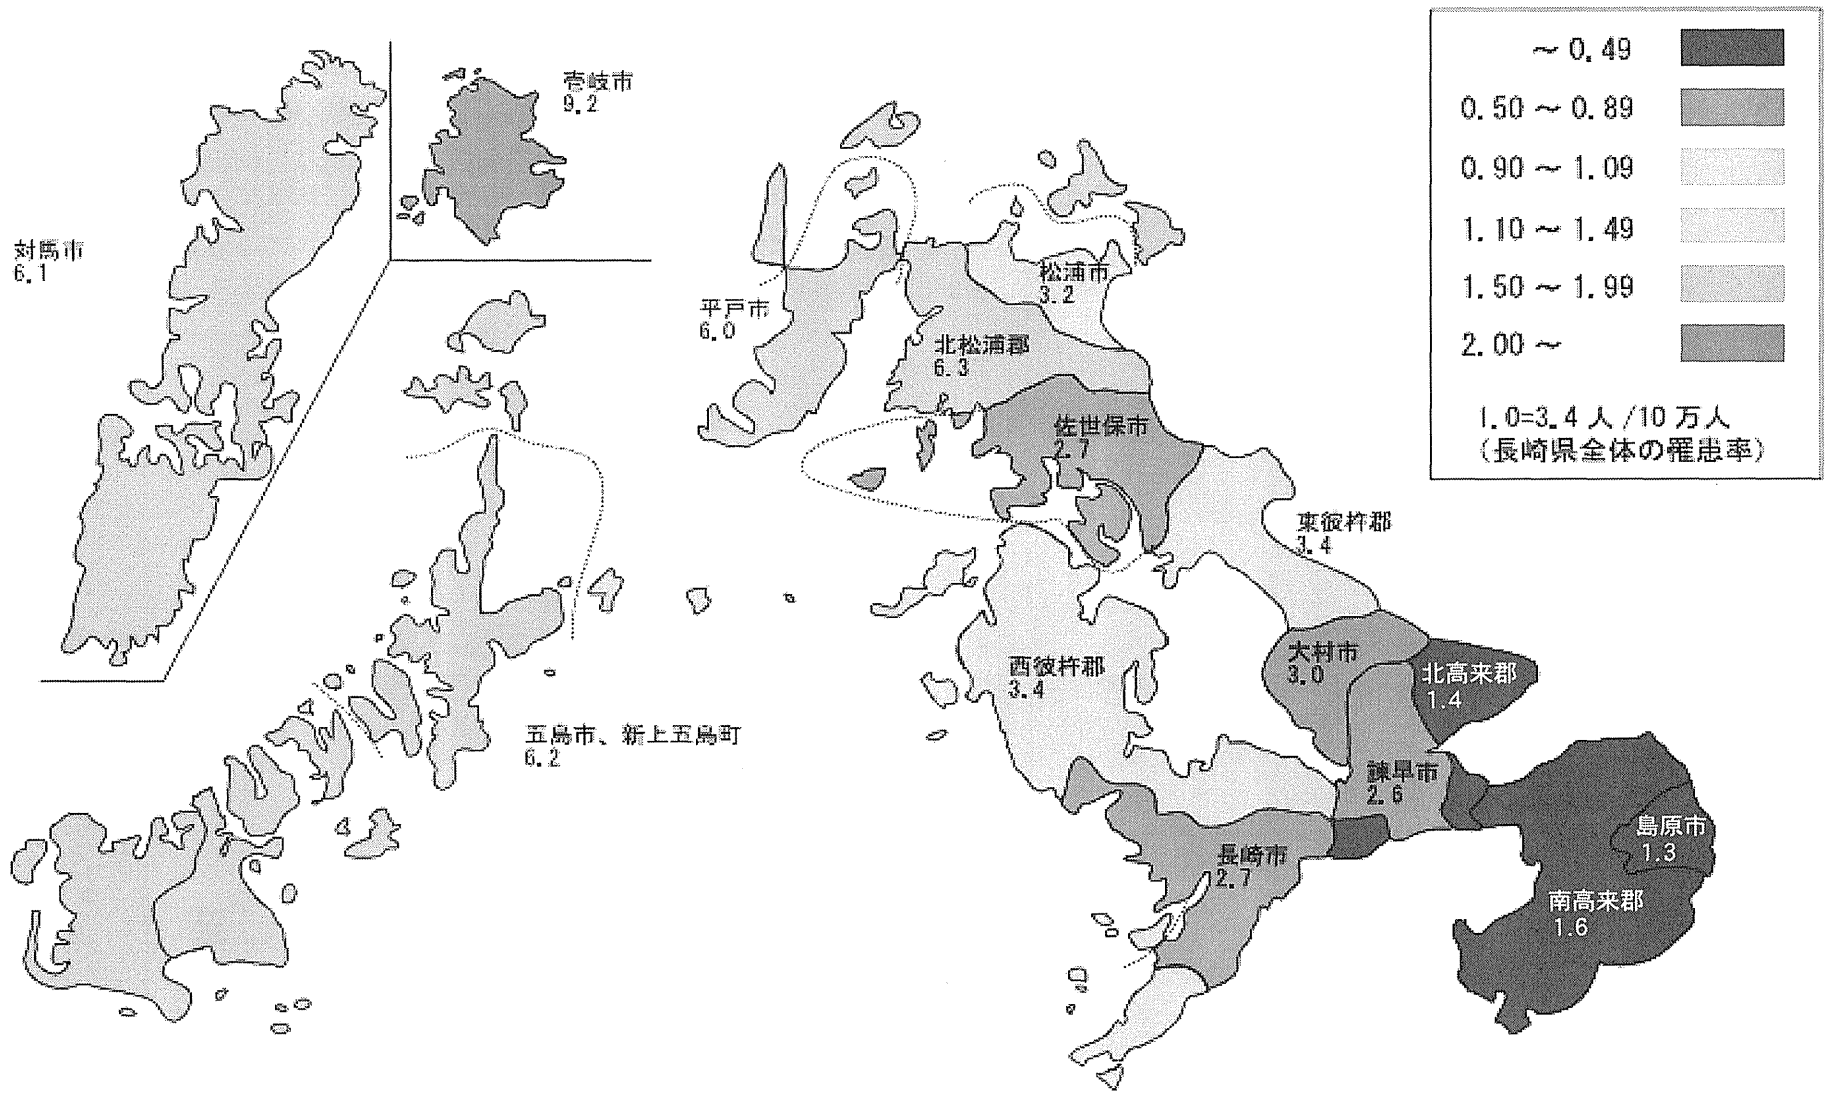 壱岐市
9.2
対馬市
6.1
平戸市
6.0
松浦市
3.2
北松浦郡
6.3
佐世保市
2.7
東彼杵郡
3.4
西彼杵郡
3.4
大村市
3.0
北高来郡
1.4
五島市、新上五島町
6.2
諫早市
2.6
島原市
1.3
長崎市
2.7
南高来郡
1.6
～ 0.49
0.50 ～ 0.89
0.90 ～ 1.09
1.10 ～ 1.49
1.50 ～ 1.99
2.00 ～
1.0=3.4 人 /10 万人
（長崎県全体の罹患率）